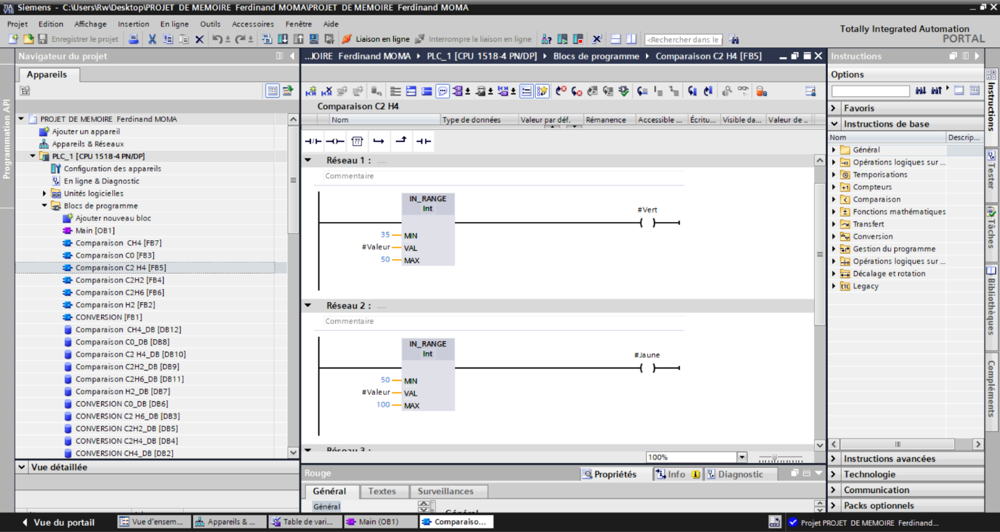 Siemens - C:\Users\Rw\Desktop\PROJET DE MEMOIRE Ferdinand MOMA\PROJET DE MEMOIRE Ferdinand MOMA
Projet Edition Affichage Insertion En ligne Outils Accessoires Fenêtre Aide
Totally Integrated Automation
PORTAL
Enregistrer le projet Liaison en ligne Interrompre la liaison en ligne <Rechercher dans le
Navigateur du projet
...JOIRE Ferdinand MOMA PLC_1 [CPU 1518-4 PN/DP] Blocs de programme Comparaison C2 H4 [FB5]
Instructions
Appareils
Options
Programmation API
PROJET DE MEMOIRE Ferdinand MOMA
Ajouter un appareil
Appareils & Réseaux
PLC_1 [CPU 1518-4 PN/DP]
Configuration des appareils
En ligne & Diagnostic
Unités logicielles
Blocs de programme
Ajouter nouveau bloc
Main [OB1]
Comparaison CH4 [FB7]
Comparaison C0 [FB3]
Comparaison C2 H4 [FB5]
Comparaison C2H2 [FB4]
Comparaison C2H6 [FB6]
Comparaison H2 [FB2]
CONVERSION [FB1]
Comparaison CH4_DB [DB12]
Comparaison C0_DB [DB8]
Comparaison C2 H4_DB [DB10]
Comparaison C2H2_DB [DB9]
Comparaison C2H6_DB [DB11]
Comparaison H2_DB [DB7]
CONVERSION C0_DB [DB6]
CONVERSION C2 H6_DB [DB3]
CONVERSION C2H2_DB [DB5]
CONVERSION C2H4_DB [DB4]
CONVERSION CH4_DB [DB2]
Vue détaillée
Comparaison C2 H4
Nom Type de données Valeur par déf. Rémanence Accessible ... Écritu... Visible da... Valeur de ..
Réseau 1 : .....
Commentaire
IN_RANGE
Int
#Vert
35 MIN
#Valeur VAL
50 MAX
Réseau 2 : .....
Commentaire
IN_RANGE
Int
#Jaune
50 MIN
#Valeur VAL
100 MAX
Réseau 3 :
100%
Rouge
Propriétés Info Diagnostic
Général Textes Surveillances
Général
Général
Favoris
Instructions de base
Nom Descrip...
Général
Opérations logiques sur ...
Temporisations
Compteurs
Comparaison
Fonctions mathématiques
Transfert
Conversion
Gestion du programme
Opérations logiques sur ...
Décalage et rotation
Legacy
Instructions avancées
Technologie
Communication
Packs optionnels
Instructions
Tester
Tâches
Bibliothèques
Compléments
Vue du portail Vue d'ensem... Appareils & ... Table de vari... Main (OB1) Comparaiso... Projet PROJET DE MEMOIRE Ferdinand...